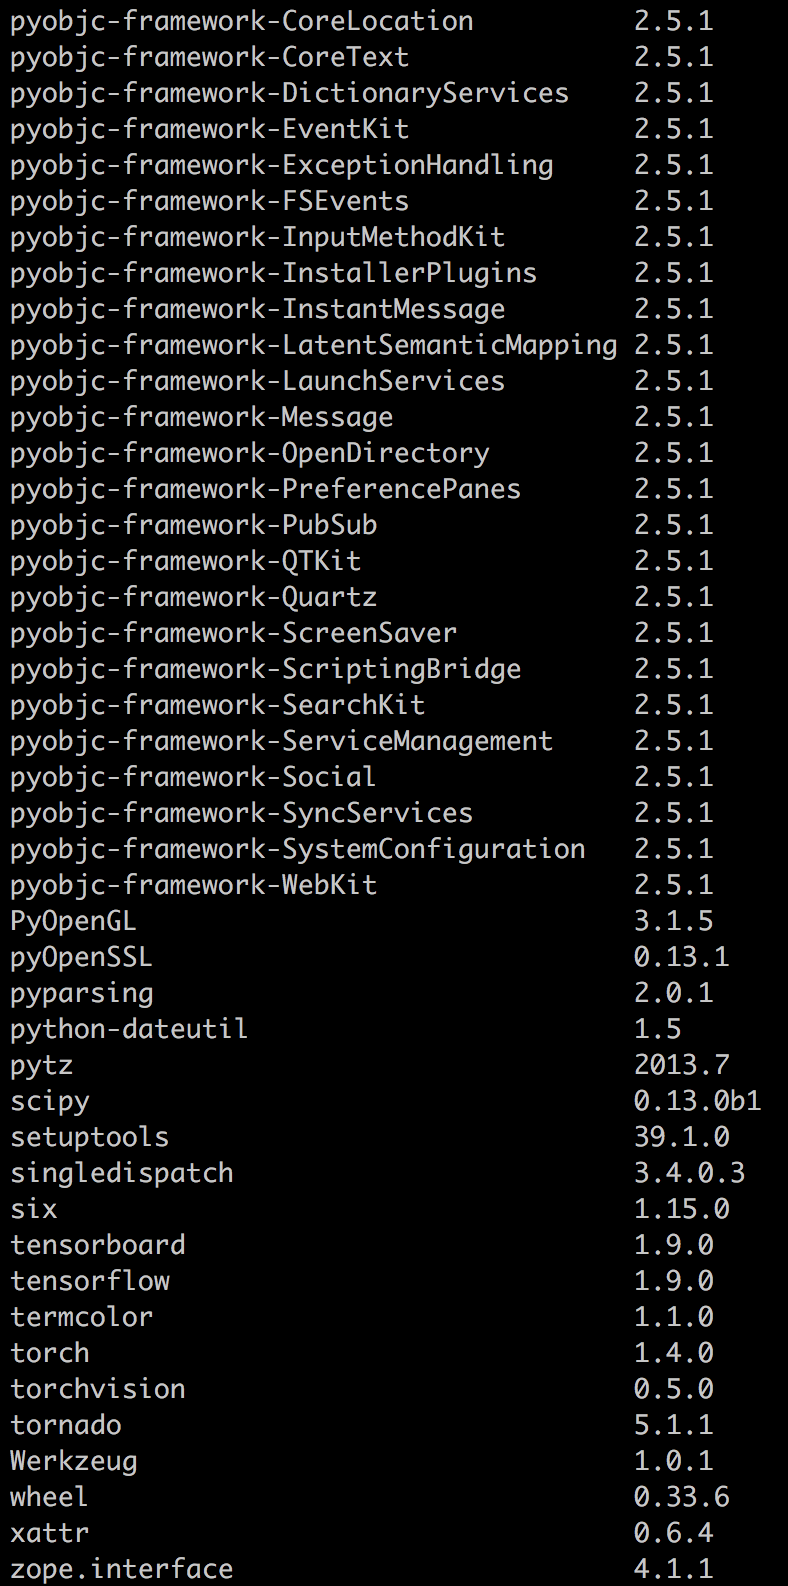 pyobjc-framework-CoreLocation 2.5.1
pyobjc-framework-CoreText 2.5.1
pyobjc-framework-DictionaryServices 2.5.1
pyobjc-framework-EventKit 2.5.1
pyobjc-framework-ExceptionHandling 2.5.1
pyobjc-framework-FSEvents 2.5.1
pyobjc-framework-InputMethodKit 2.5.1
pyobjc-framework-InstallerPlugins 2.5.1
pyobjc-framework-InstantMessage 2.5.1
pyobjc-framework-LatentSemanticMapping 2.5.1
pyobjc-framework-LaunchServices 2.5.1
pyobjc-framework-Message 2.5.1
pyobjc-framework-OpenDirectory 2.5.1
pyobjc-framework-PreferencePanes 2.5.1
pyobjc-framework-PubSub 2.5.1
pyobjc-framework-QTKit 2.5.1
pyobjc-framework-Quartz 2.5.1
pyobjc-framework-ScreenSaver 2.5.1
pyobjc-framework-ScriptingBridge 2.5.1
pyobjc-framework-SearchKit 2.5.1
pyobjc-framework-ServiceManagement 2.5.1
pyobjc-framework-Social 2.5.1
pyobjc-framework-SyncServices 2.5.1
pyobjc-framework-SystemConfiguration 2.5.1
pyobjc-framework-WebKit 2.5.1
PyOpenGL 3.1.5
pyOpenSSL 0.13.1
pyparsing 2.0.1
python-dateutil 1.5
pytz 2013.7
scipy 0.13.0b1
setuptools 39.1.0
singledispatch 3.4.0.3
six 1.15.0
tensorboard 1.9.0
tensorflow 1.9.0
termcolor 1.1.0
torch 1.4.0
torchvision 0.5.0
tornado 5.1.1
Werkzeug 1.0.1
wheel 0.33.6
xattr 0.6.4
zope.interface 4.1.1